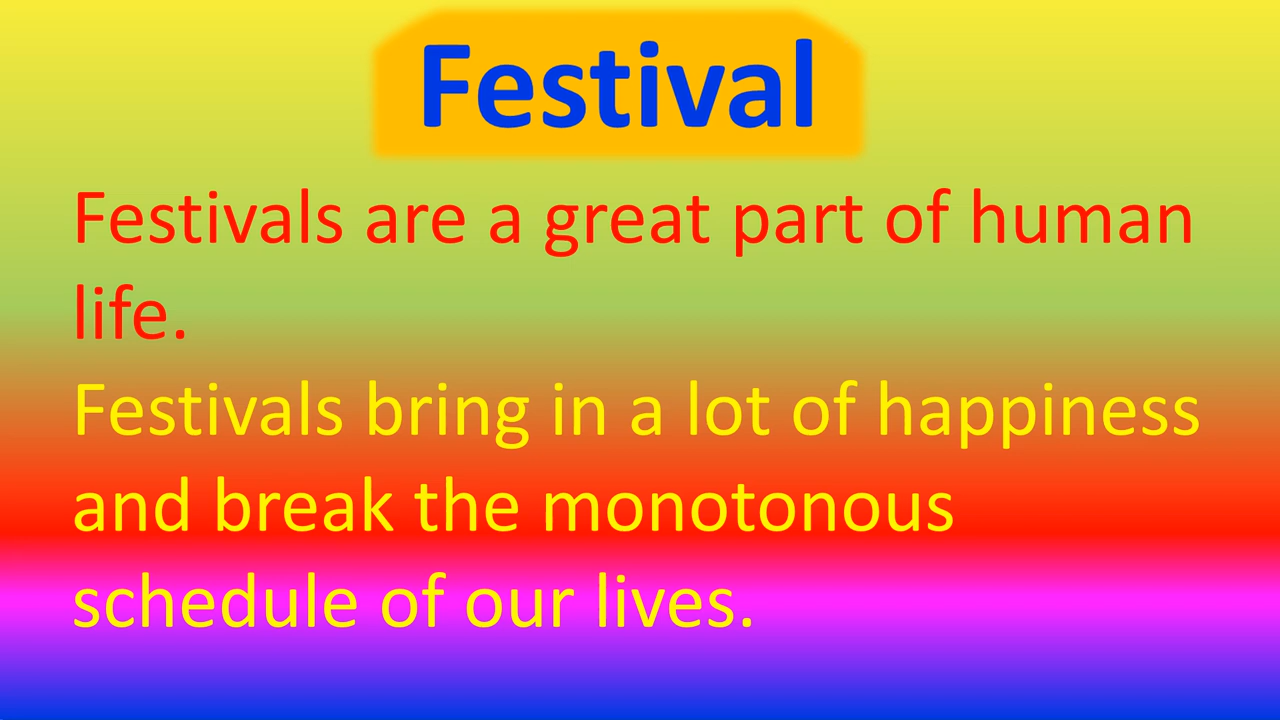 Festival
Festivals are a great part of human
life.
Festivals bring in a lot of happiness
and break the monotonous
schedule of our lives.